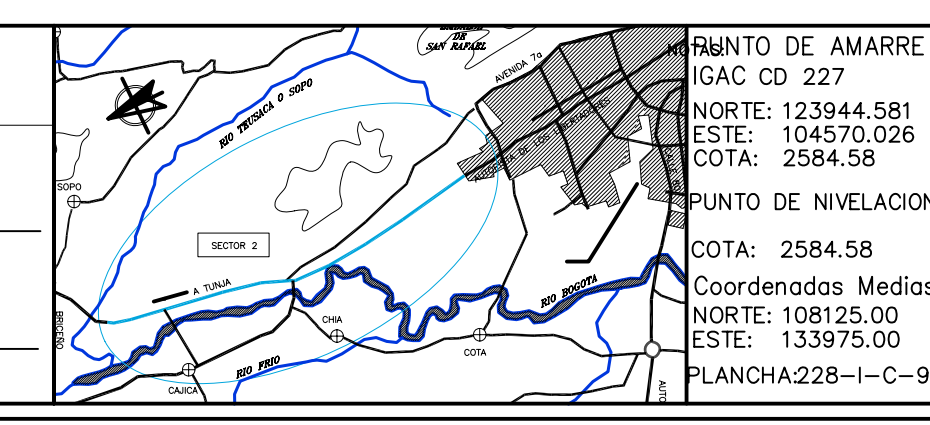 DE
SAN RAFAEL
AVENIDA 7a
RIO TEUSACA O SOPO
AUTOPISTA DE LOS LIBERTADORES
SOPO
SECTOR 2
A TUNJA
BRICEÑO
CHIA
RIO BOGOTA
COTA
RIO FRIO
CAJICA
AUTO
NOTAS:
PUNTO DE AMARRE
IGAC CD 227
NORTE: 123944.581
ESTE: 104570.026
COTA: 2584.58
PUNTO DE NIVELACION
COTA: 2584.58
Coordenadas Medias
NORTE: 108125.00
ESTE: 133975.00
PLANCHA:228-I-C-9